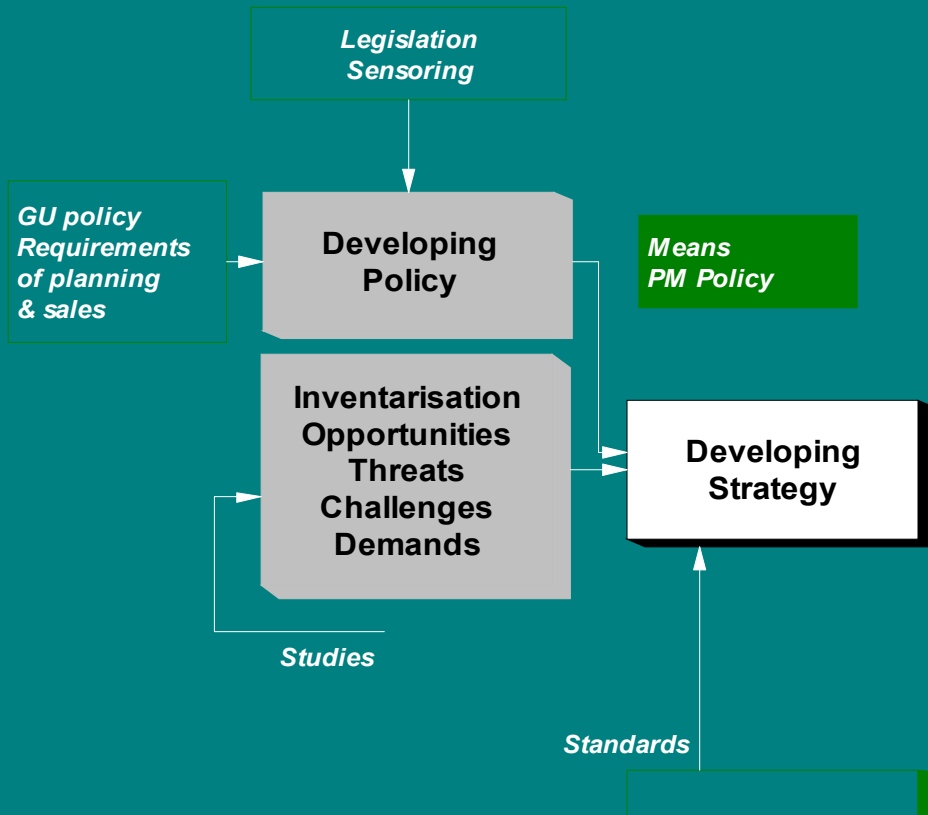 Legislation
Sensoring
GU policy
Requirements
of planning
& sales
Developing
Policy
Means
PM Policy
Inventarisation
Opportunities
Threats
Challenges
Demands
Developing
Strategy
Studies
Standards